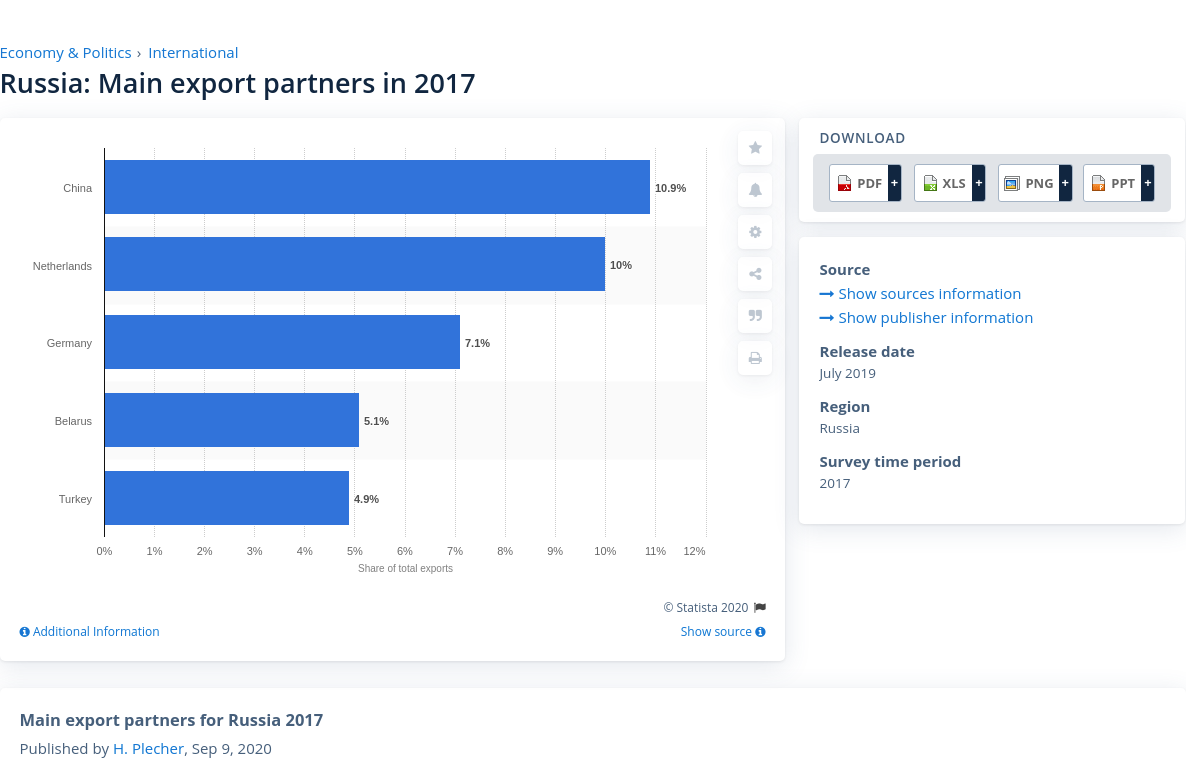 Economy & Politics › International
Russia: Main export partners in 2017
China
10.9%
Netherlands
10%
Germany
7.1%
Belarus
5.1%
Turkey
4.9%
0% 1% 2% 3% 4% 5% 6% 7% 8% 9% 10% 11% 12%
Share of total exports
© Statista 2020
Additional Information
Show source
DOWNLOAD
PDF + XLS + PNG + PPT +
Source
Show sources information
Show publisher information
Release date
July 2019
Region
Russia
Survey time period
2017
Main export partners for Russia 2017
Published by H. Plecher, Sep 9, 2020